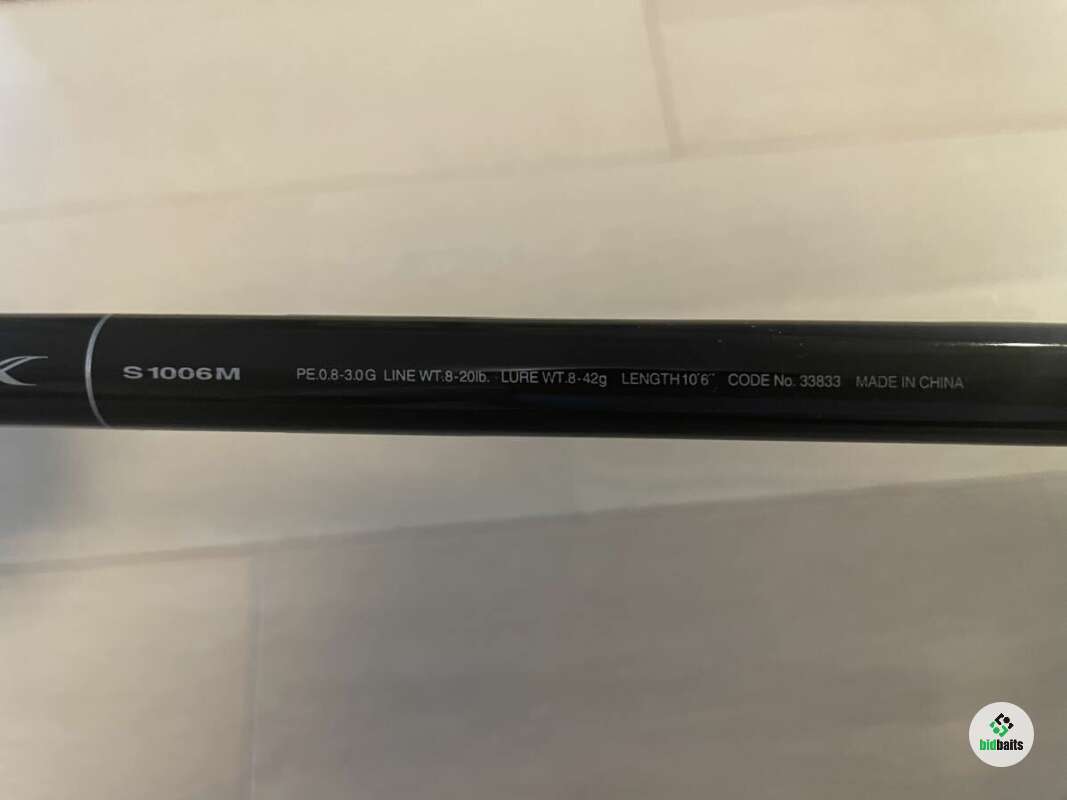 S1006M PE.0.8-3.0G LINE WT.8-20lb. LURE WT.8-42g LENGTH10´6˝ CODE No. 33833 MADE IN CHINA
bidbaits